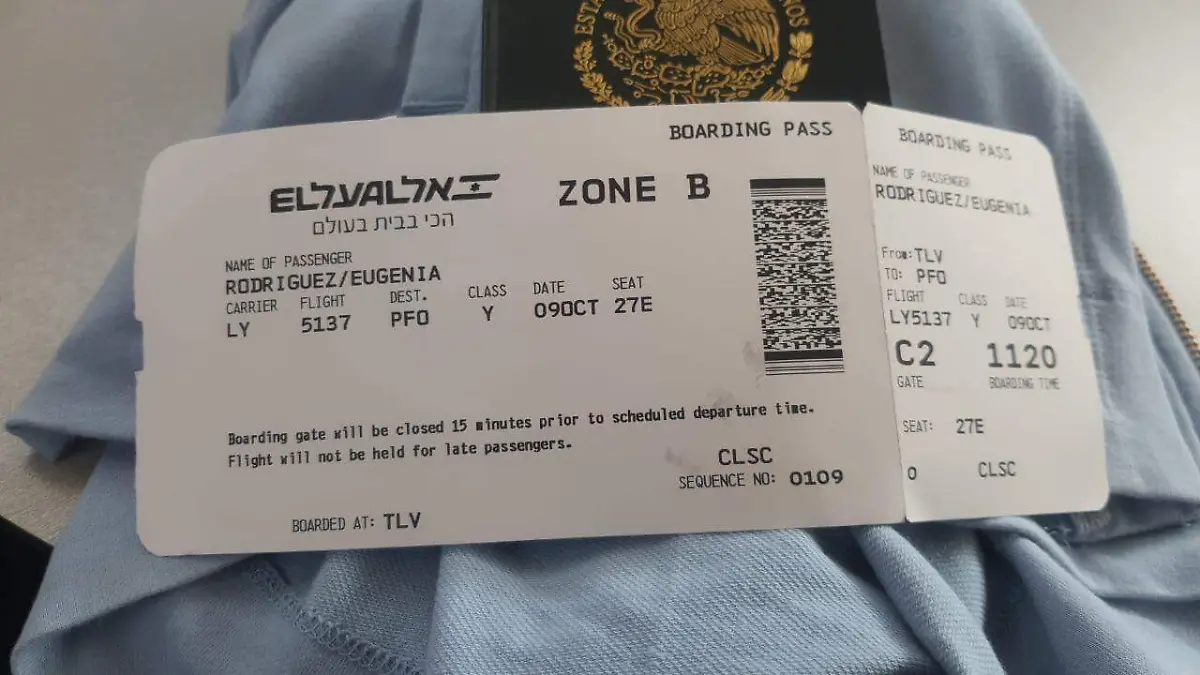 ESTADOS
NOS
BOARDING PASS
ELעלAלאל
ZONE B
הכי בבית בעולם
NAME OF PASSENGER
RODRIGUEZ/EUGENIA
CARRIER FLIGHT DEST. CLASS DATE SEAT
LY 5137 PFO Y 09OCT 27E
Boarding gate will be closed 15 minutes prior to scheduled departure time.
Flight will not be held for late passengers.
CLSC
SEQUENCE NO: 0109
BOARDED AT: TLV
BOARDING PASS
NAME OF PASSENGER
RODRIGUEZ/EUGENIA
From: TLV
TO: PFO
FLIGHT CLASS DATE
LY5137 Y 09OCT
C2 1120
GATE BOARDING TIME
SEAT: 27E
0 CLSC